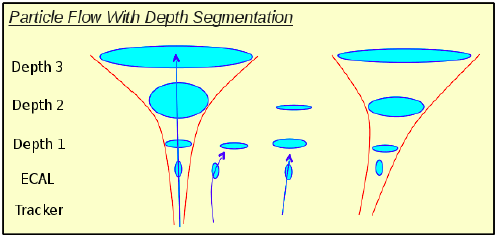 Particle Flow With Depth Segmentation
Depth 3
Depth 2
Depth 1
ECAL
Tracker